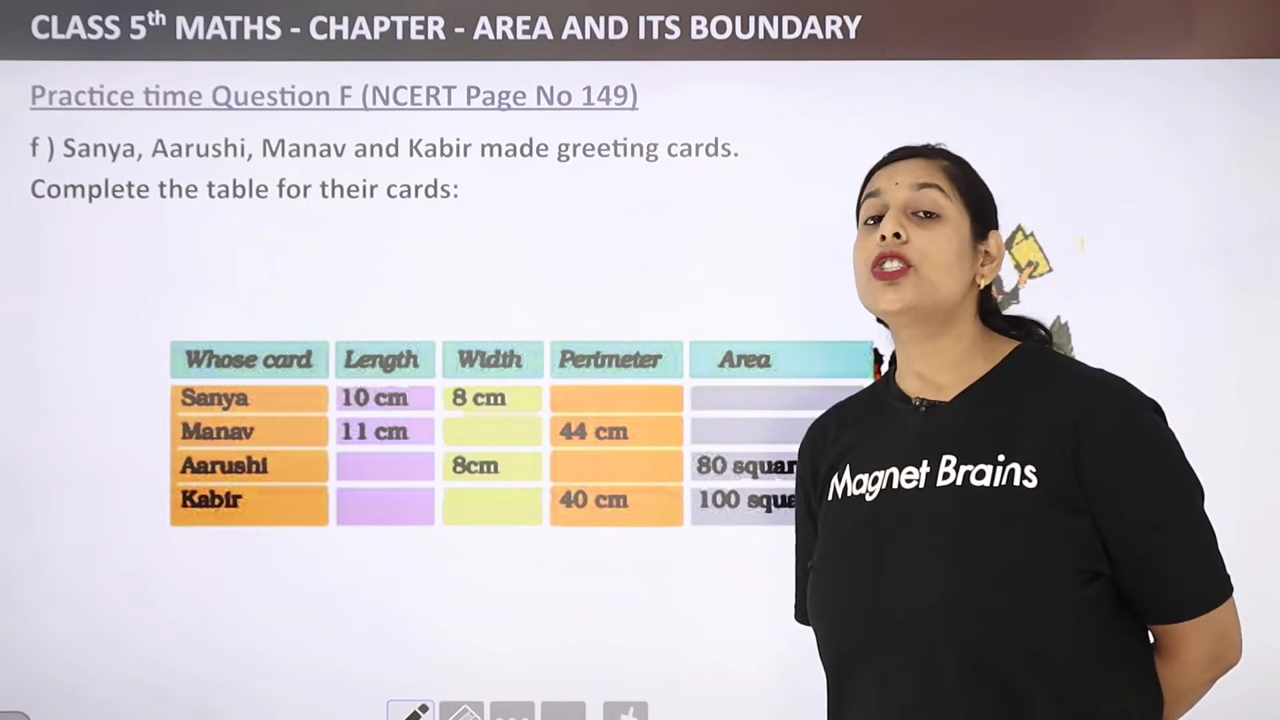 CLASS 5th MATHS - CHAPTER - AREA AND ITS BOUNDARY
Practice time Question F (NCERT Page No 149)
f ) Sanya, Aarushi, Manav and Kabir made greeting cards.
Complete the table for their cards:
Whose card Length Width Perimeter Area
Sanya 10 cm 8 cm
Manav 11 cm 44 cm
Aarushi 8cm 80
Kabir 40 cm 100
Magnet Brains